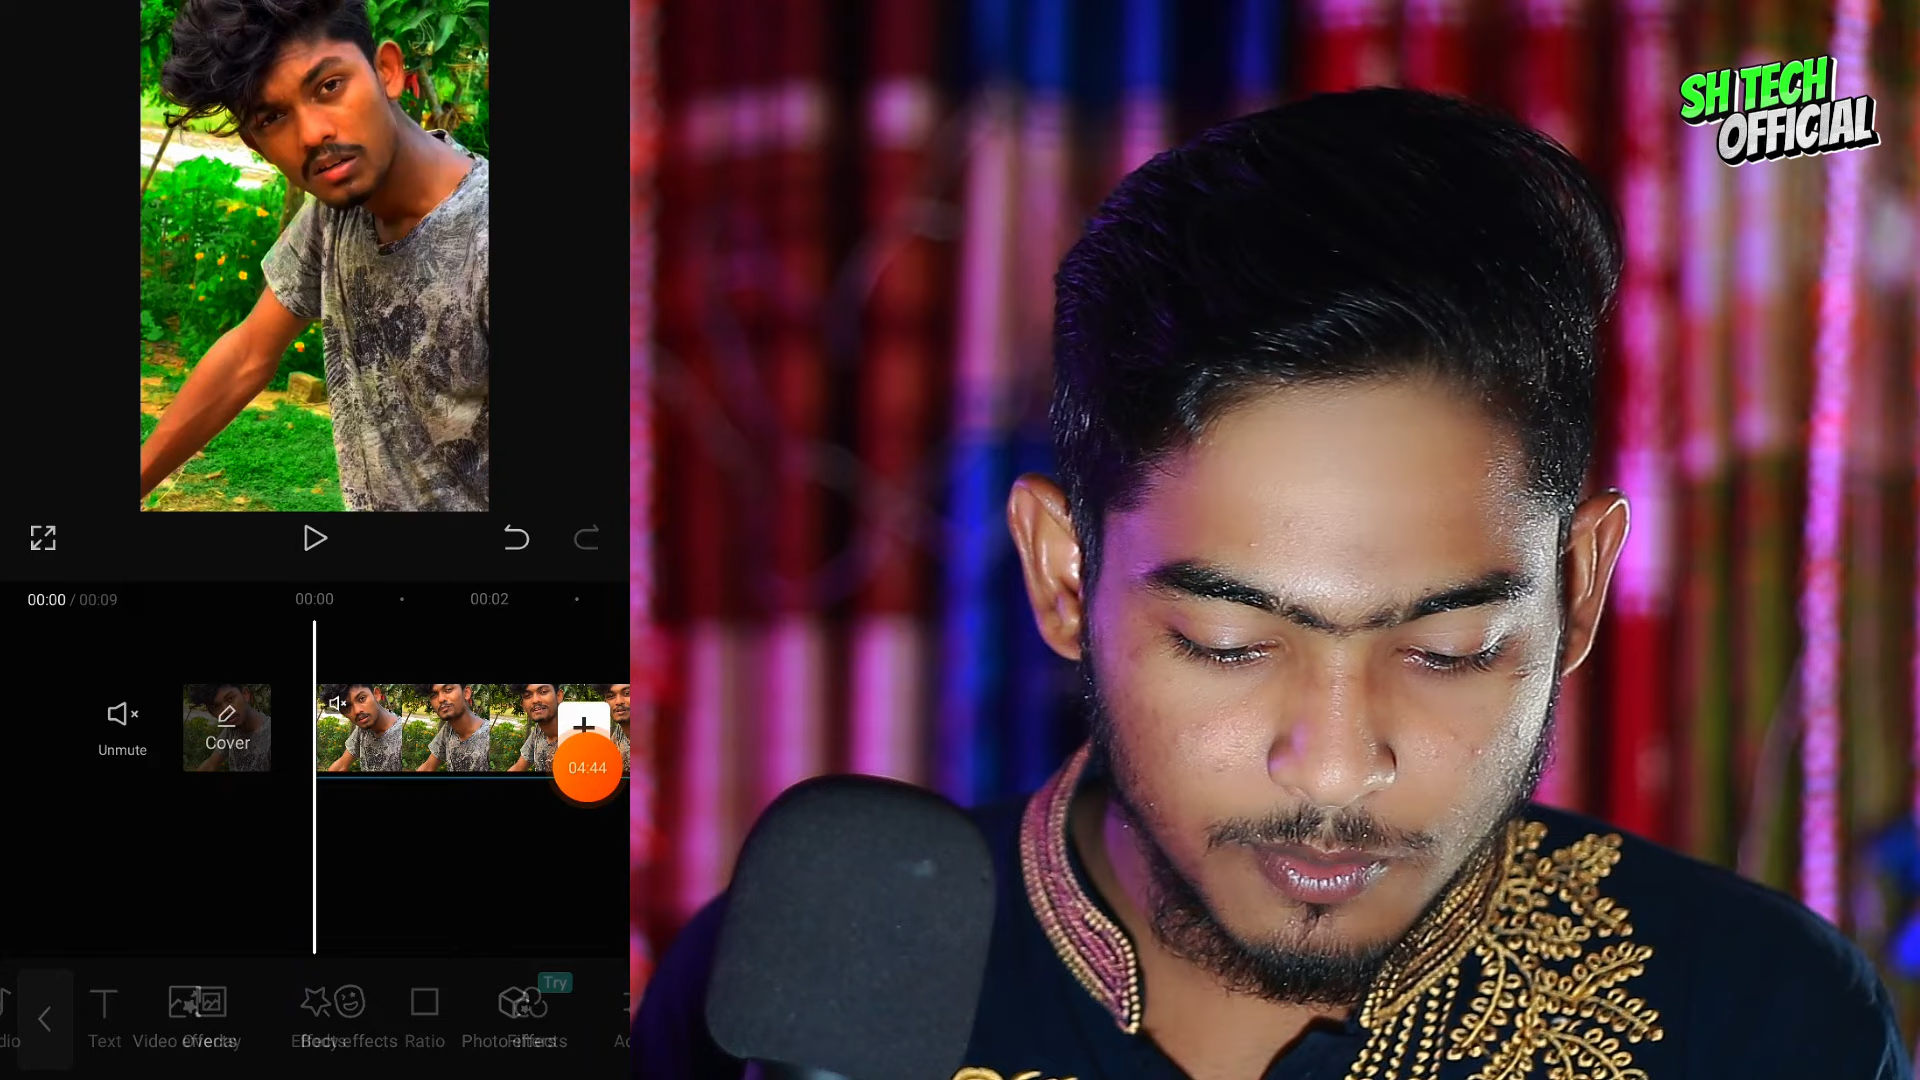 SH TECH
OFFICIAL
00:00 / 00:09
00:00
00:02
Unmute
Cover
04:44
Try
Text
Ratio